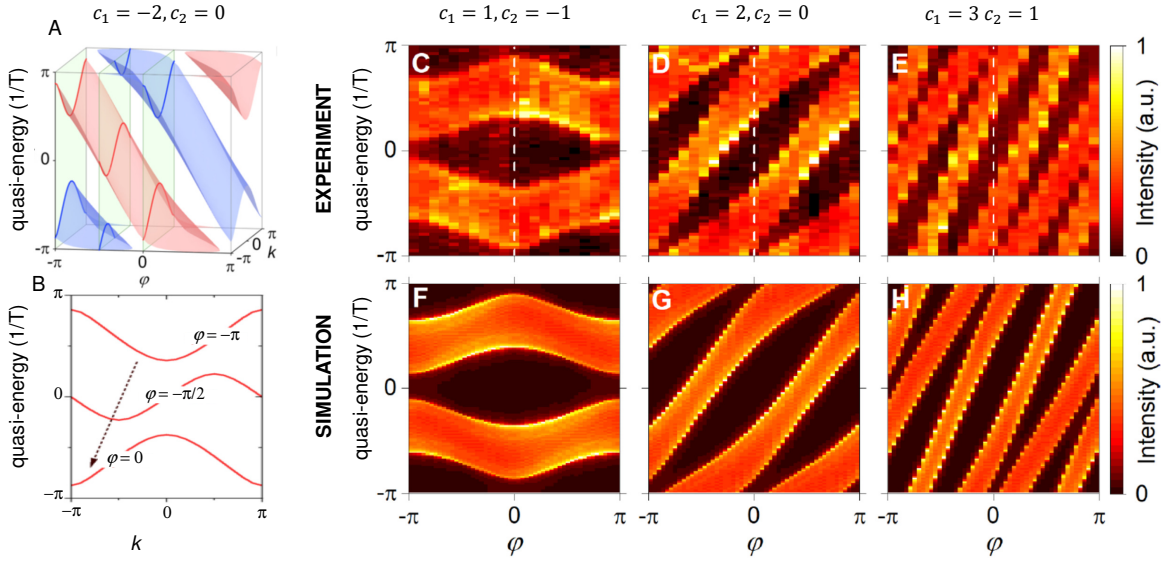 c₁ = −2, c₂ = 0
c₁ = 1, c₂ = −1
c₁ = 2, c₂ = 0
c₁ = 3 c₂ = 1
A
quasi-energy (1/T)
π
0
-π
-π
0
π
φ
-π
0
π
k
B
quasi-energy (1/T)
π
0
−π
φ = −π
φ = −π/2
φ = 0
−π
0
π
k
EXPERIMENT
quasi-energy (1/T)
π
0
-π
C
D
E
1
0
Intensity (a.u.)
SIMULATION
quasi-energy (1/T)
π
0
-π
F
G
H
1
0
Intensity (a.u.)
-π
0
π
φ
-π
0
π
φ
-π
0
π
φ